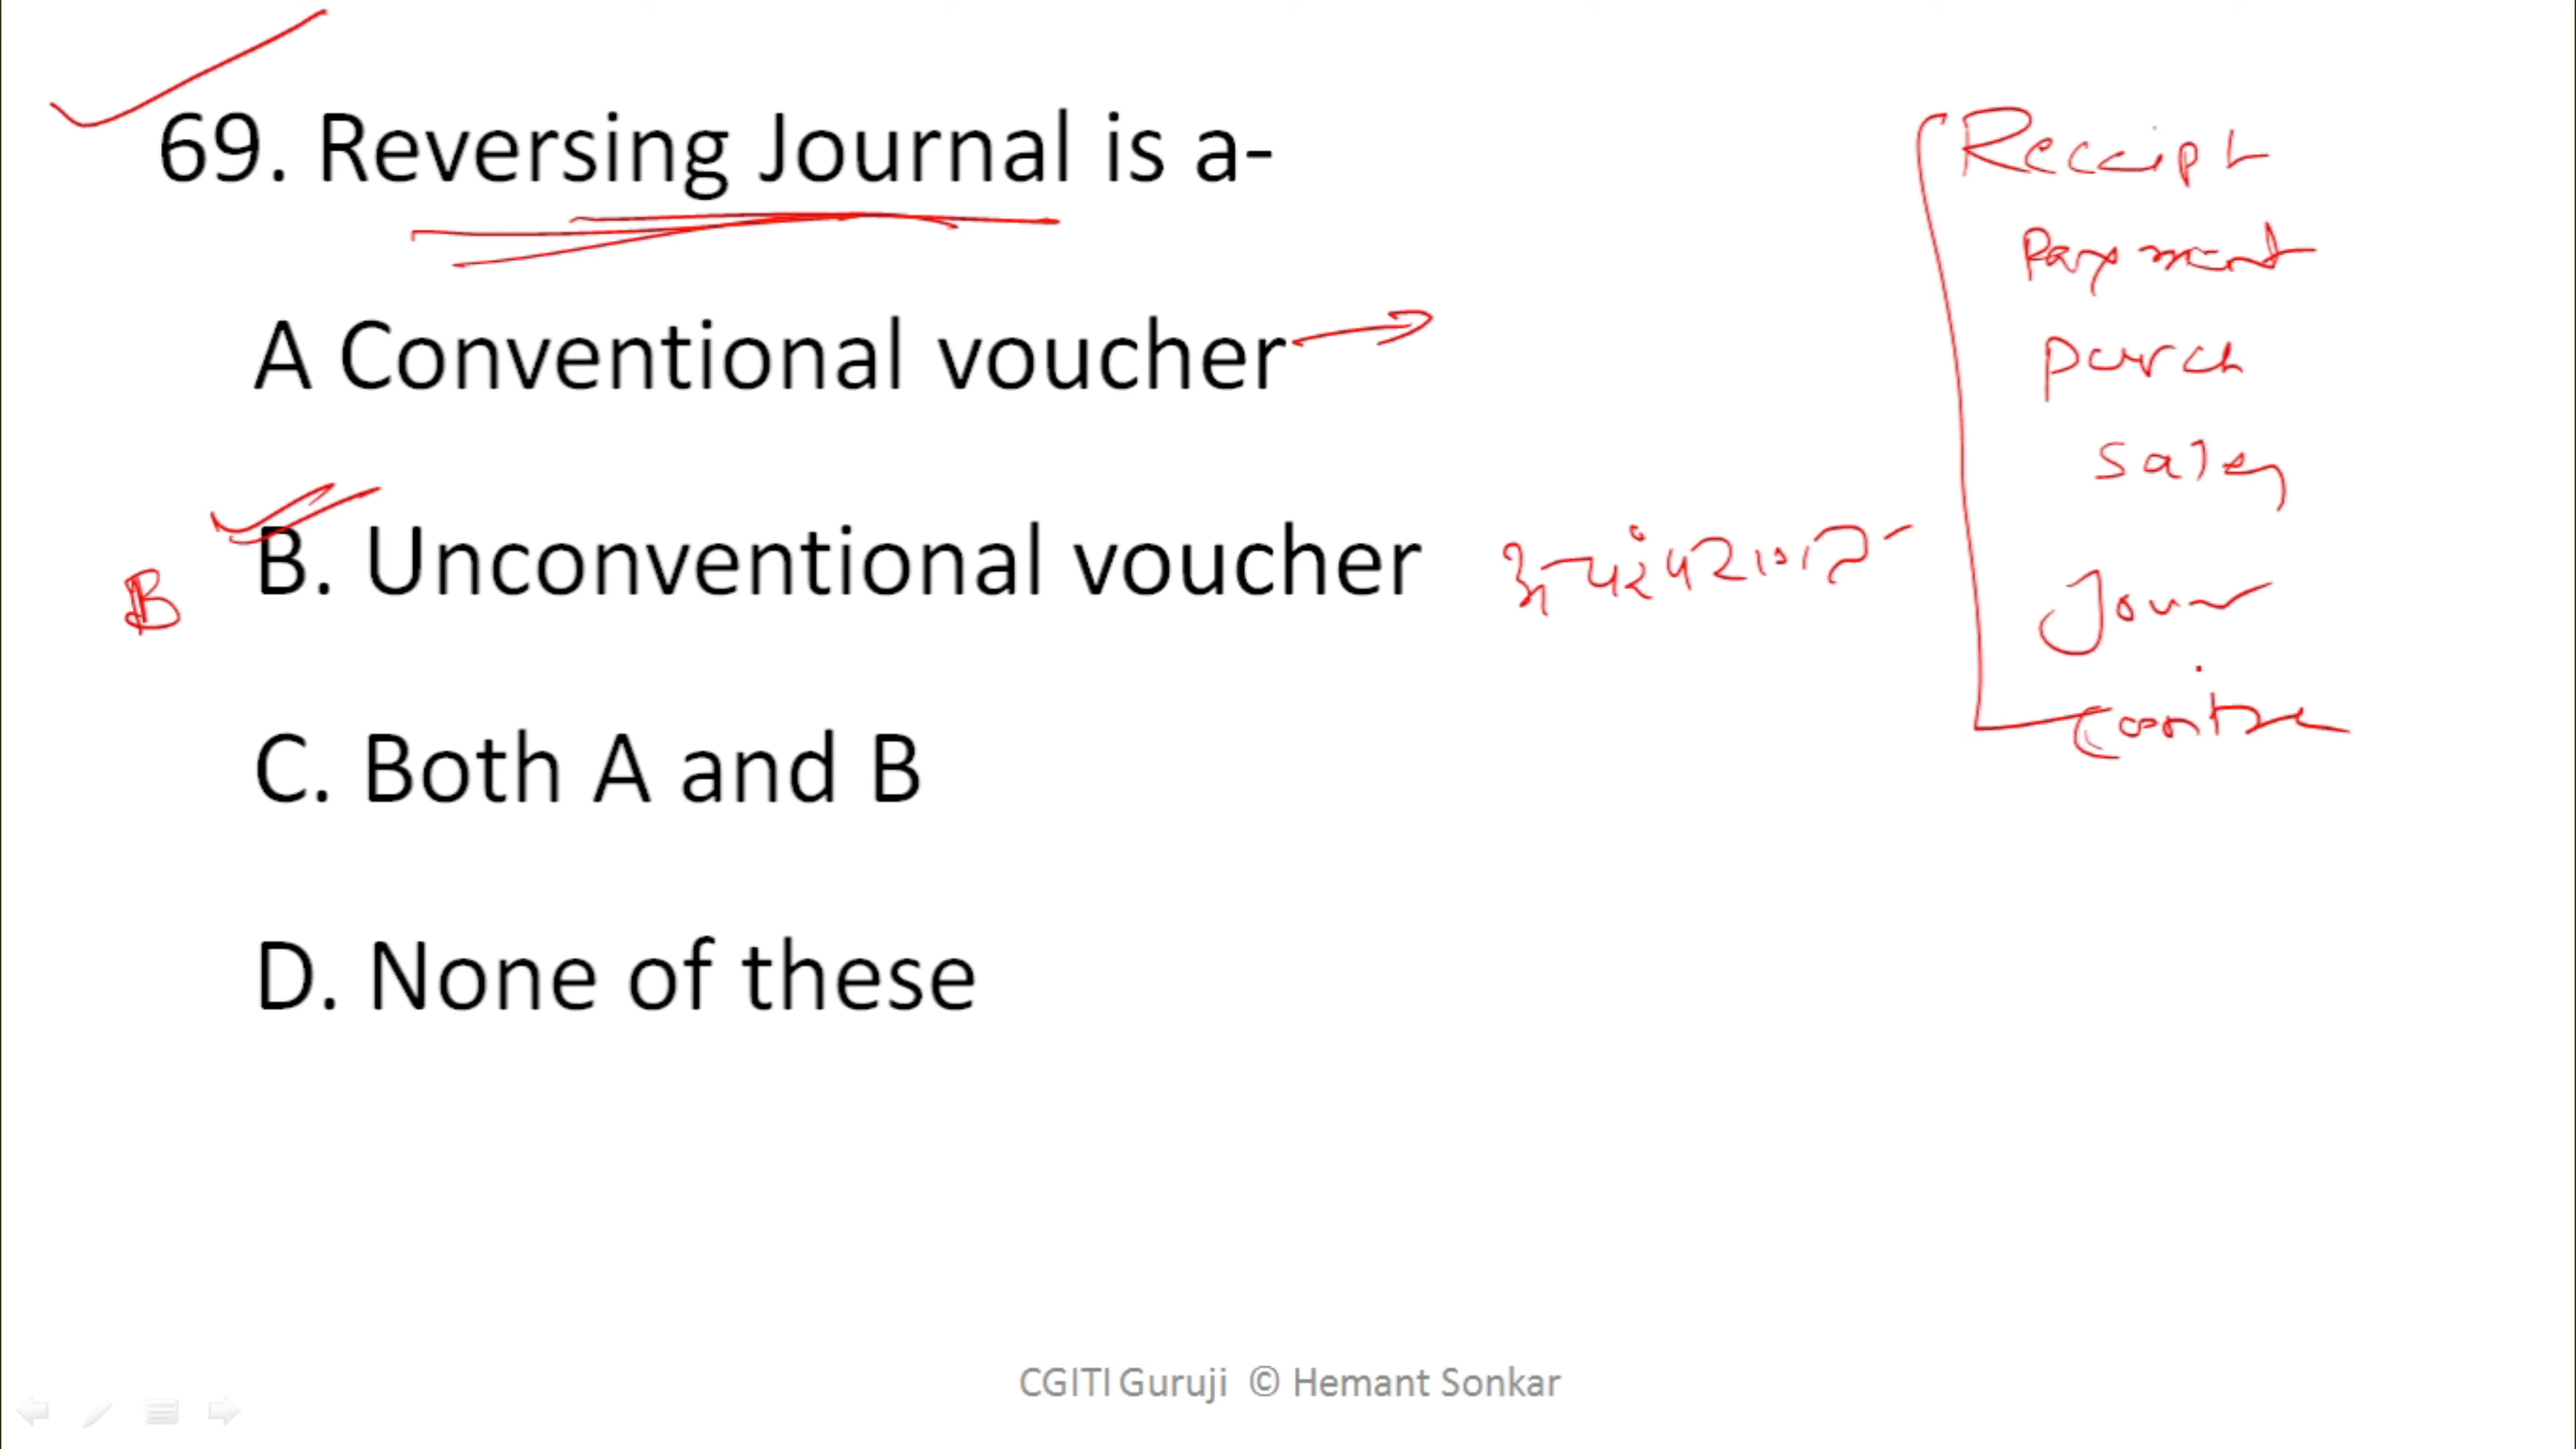 69. Reversing Journal is a-
A Conventional voucher
B. Unconventional voucher
B
C. Both A and B
D. None of these
Receipt
Payment
purch
sales
Jour
Contra
CGITI Guruji © Hemant Sonkar